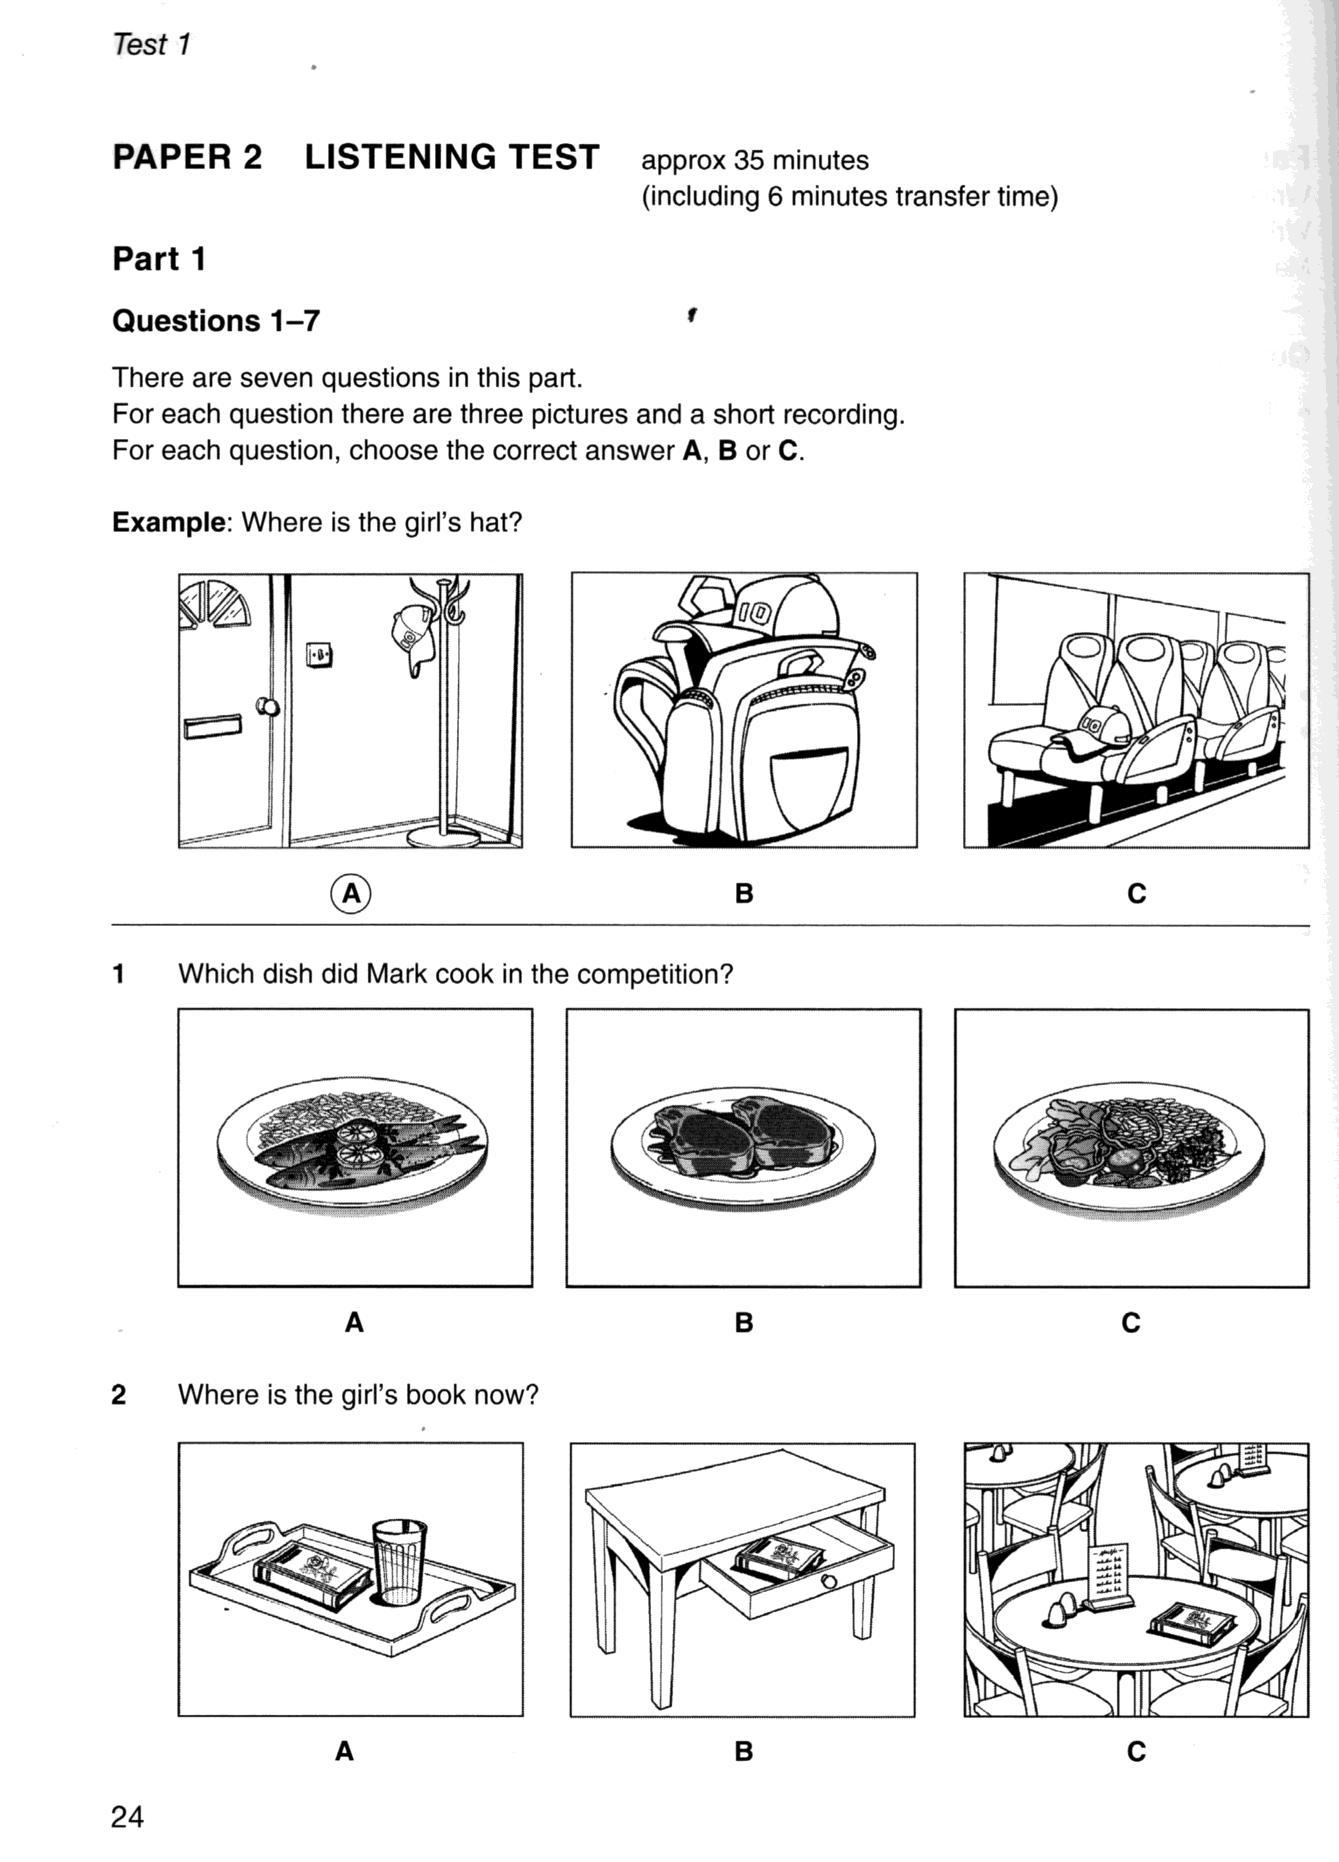 Test 1
PAPER 2 LISTENING TEST approx 35 minutes
(including 6 minutes transfer time)
Part 1
Questions 1–7
There are seven questions in this part.
For each question there are three pictures and a short recording.
For each question, choose the correct answer A, B or C.
Example: Where is the girl's hat?
10
10
10
A
B
C
1 Which dish did Mark cook in the competition?
A
B
C
2 Where is the girl's book now?
A
B
C
24